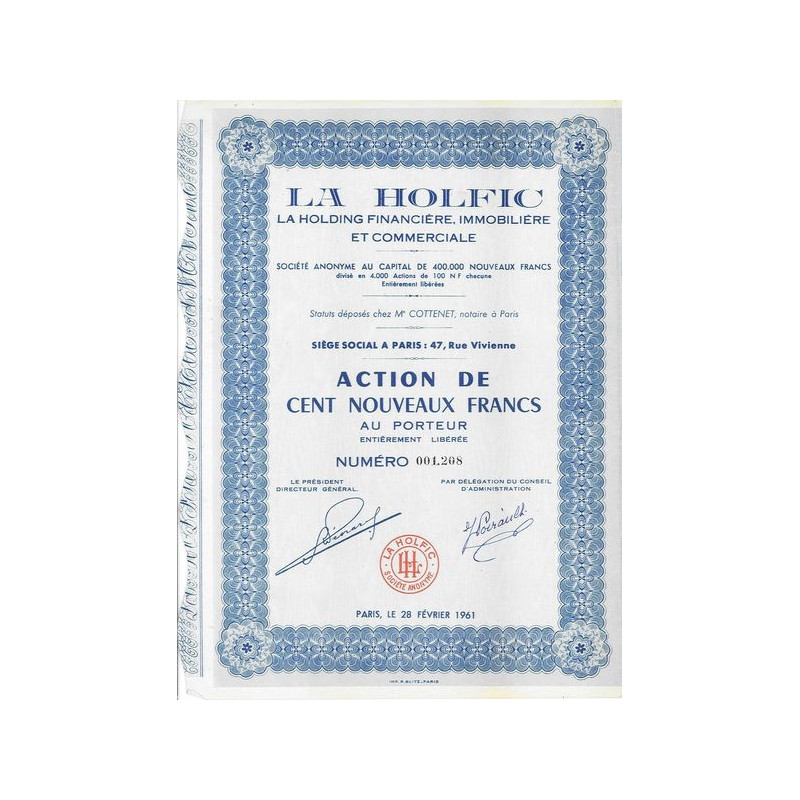 LA HOLFIC
LA HOLDING FINANCIÈRE, IMMOBILIÈRE
ET COMMERCIALE
SOCIÉTÉ ANONYME AU CAPITAL DE 400.000 NOUVEAUX FRANCS
divisé en 4.000 Actions de 100 N F chacune
Entièrement libérées
Statuts déposés chez Me COTTENET, notaire à Paris
SIÈGE SOCIAL A PARIS : 47, Rue Vivienne
ACTION DE
CENT NOUVEAUX FRANCS
AU PORTEUR
ENTIÈREMENT LIBÉRÉE
NUMÉRO 001.208
LE PRÉSIDENT
DIRECTEUR GÉNÉRAL.
PAR DÉLÉGATION DU CONSEIL
D'ADMINISTRATION
LA HOLFIC
SOCIÉTÉ ANONYME
PARIS, LE 28 FÉVRIER 1961
IMP. P. BLITZ - PARIS